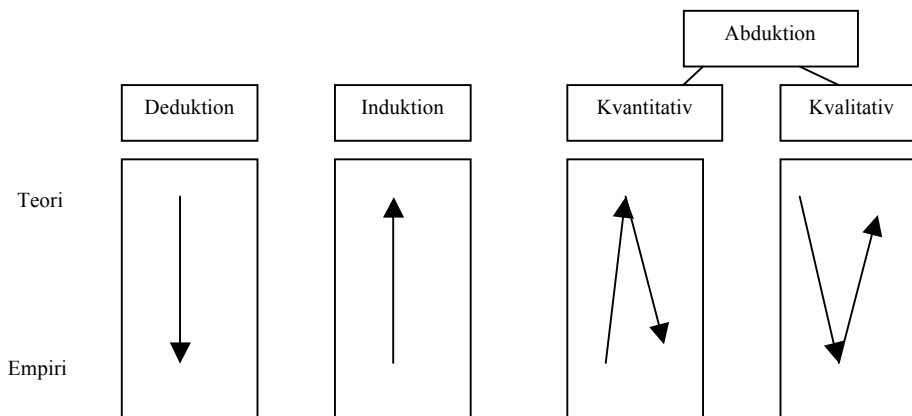 Abduktion
Deduktion
Induktion
Kvantitativ
Kvalitativ
Teori
Empiri